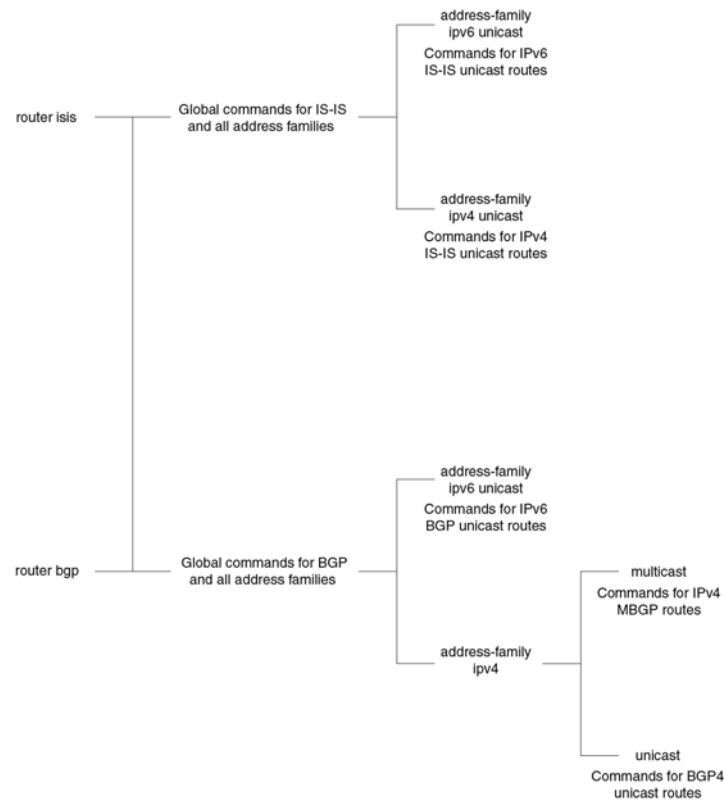 address-family
ipv6 unicast
Commands for IPv6
IS-IS unicast routes
router isis
Global commands for IS-IS
and all address families
address-family
ipv4 unicast
Commands for IPv4
IS-IS unicast routes
address-family
ipv6 unicast
Commands for IPv6
BGP unicast routes
router bgp
Global commands for BGP
and all address families
multicast
Commands for IPv4
MBGP routes
address-family
ipv4
unicast
Commands for BGP4
unicast routes